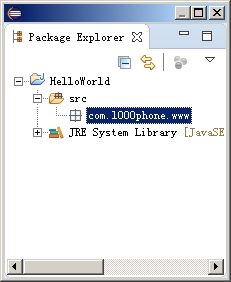 Package Explorer
HelloWorld
src
com.1000phone.www
JRE System Library [JavaSE